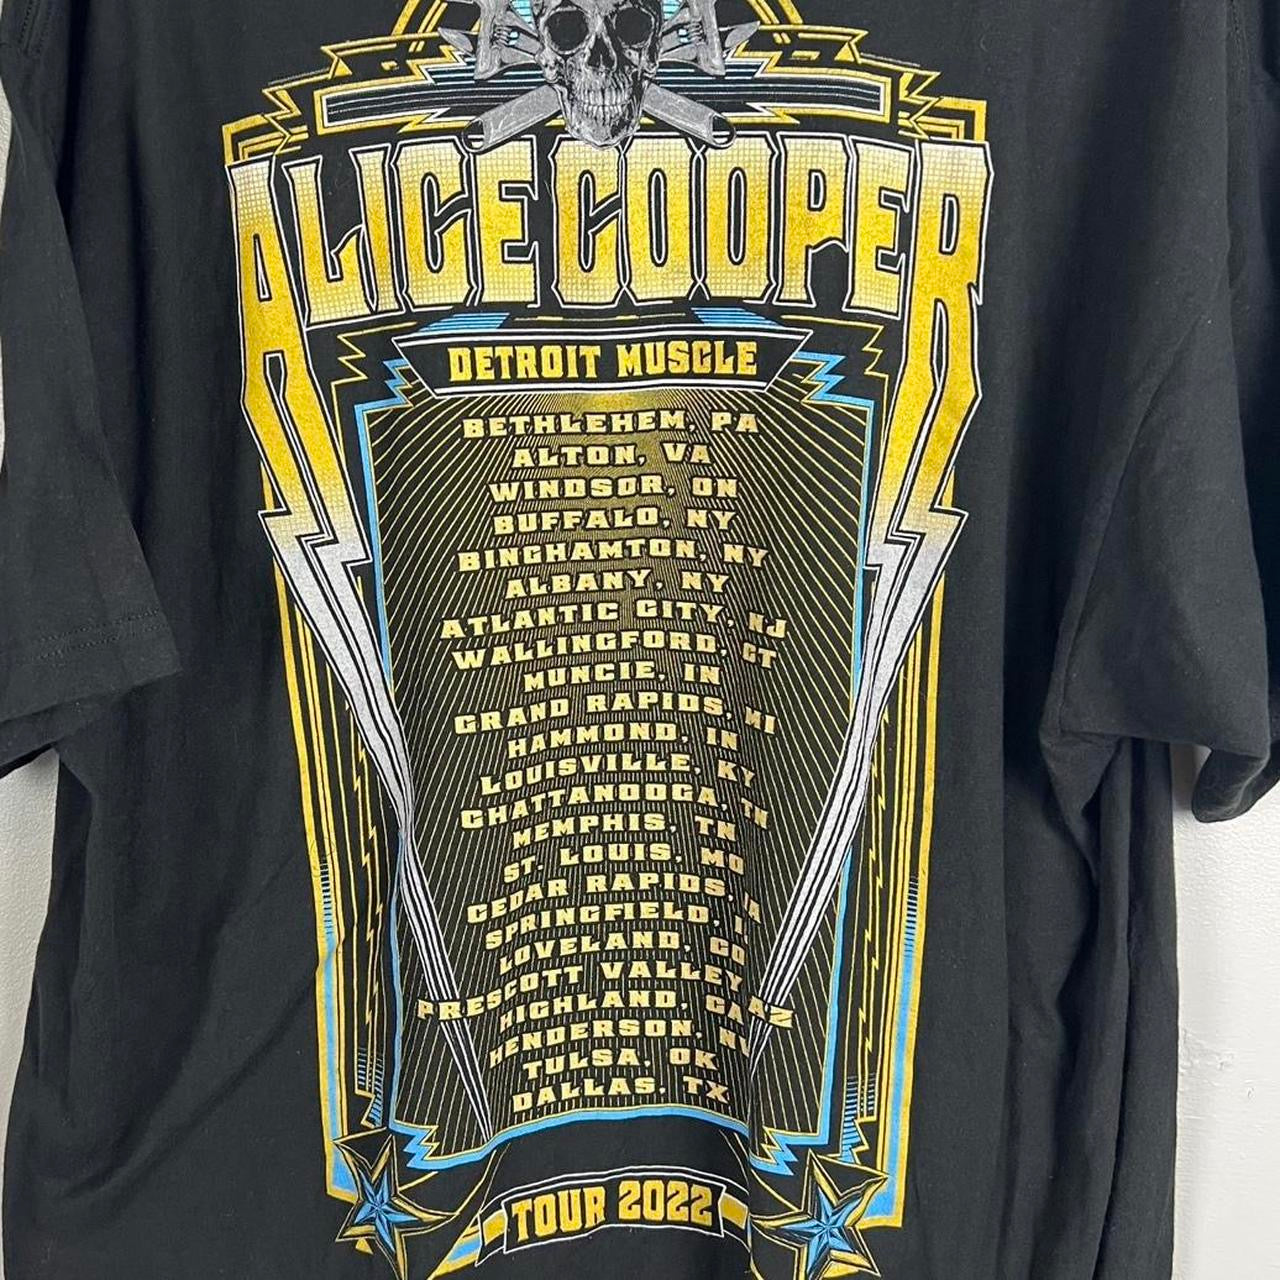 ALICE COOPER
DETROIT MUSCLE
BETHLEHEM, PA
ALTON, VA
WINDSOR, ON
BUFFALO, NY
BINGHAMTON, NY
ALBANY, NY
ATLANTIC CITY, NJ
WALLINGFORD, CT
MUNCIE, IN
GRAND RAPIDS, MI
HAMMOND, IN
LOUISVILLE, KY
CHATTANOOGA, TN
MEMPHIS, TN
ST. LOUIS, MO
CEDAR RAPIDS, IA
SPRINGFIELD,
LOVELAND, CO
PRESCOTT VALLEY AZ
HIGHLAND, CA
HENDERSON, NV
TULSA, OK
DALLAS, TX
TOUR 2022